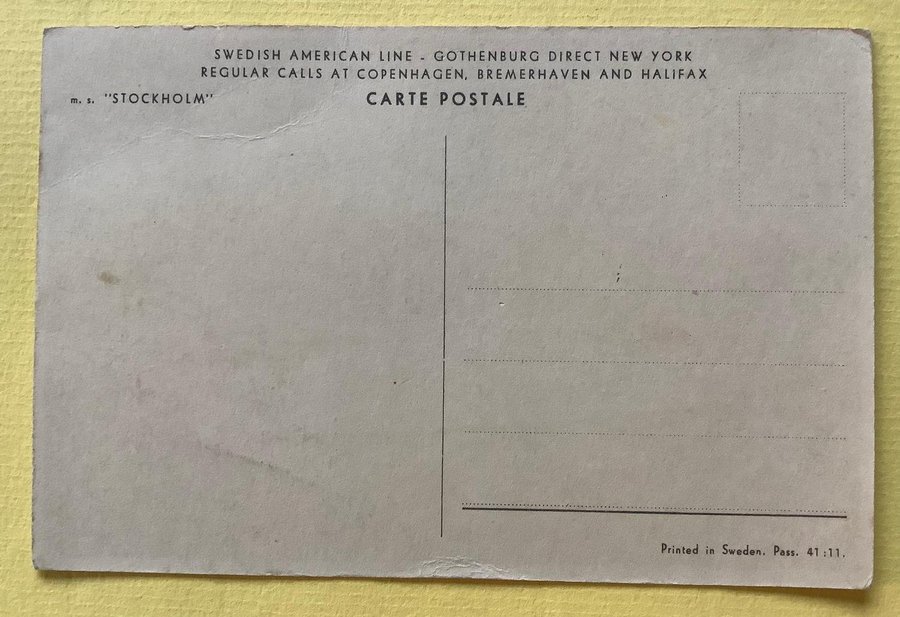 SWEDISH AMERICAN LINE - GOTHENBURG DIRECT NEW YORK
REGULAR CALLS AT COPENHAGEN, BREMERHAVEN AND HALIFAX
m. s. "STOCKHOLM" CARTE POSTALE
Printed in Sweden. Pass. 41:11.